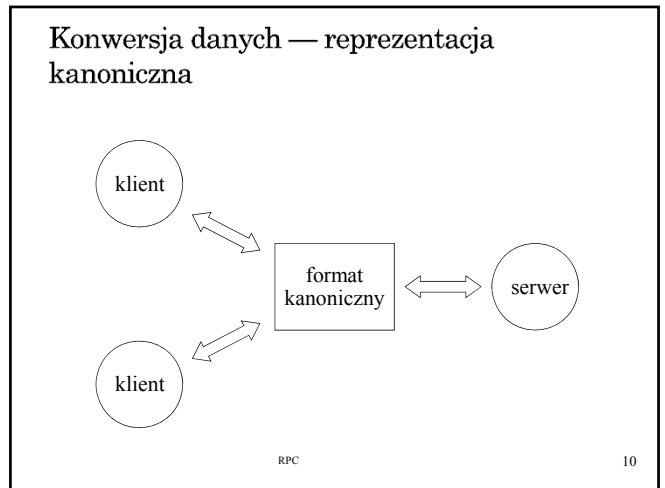 Konwersja danych — reprezentacja
kanoniczna
klient
format
kanoniczny
serwer
klient
RPC
10